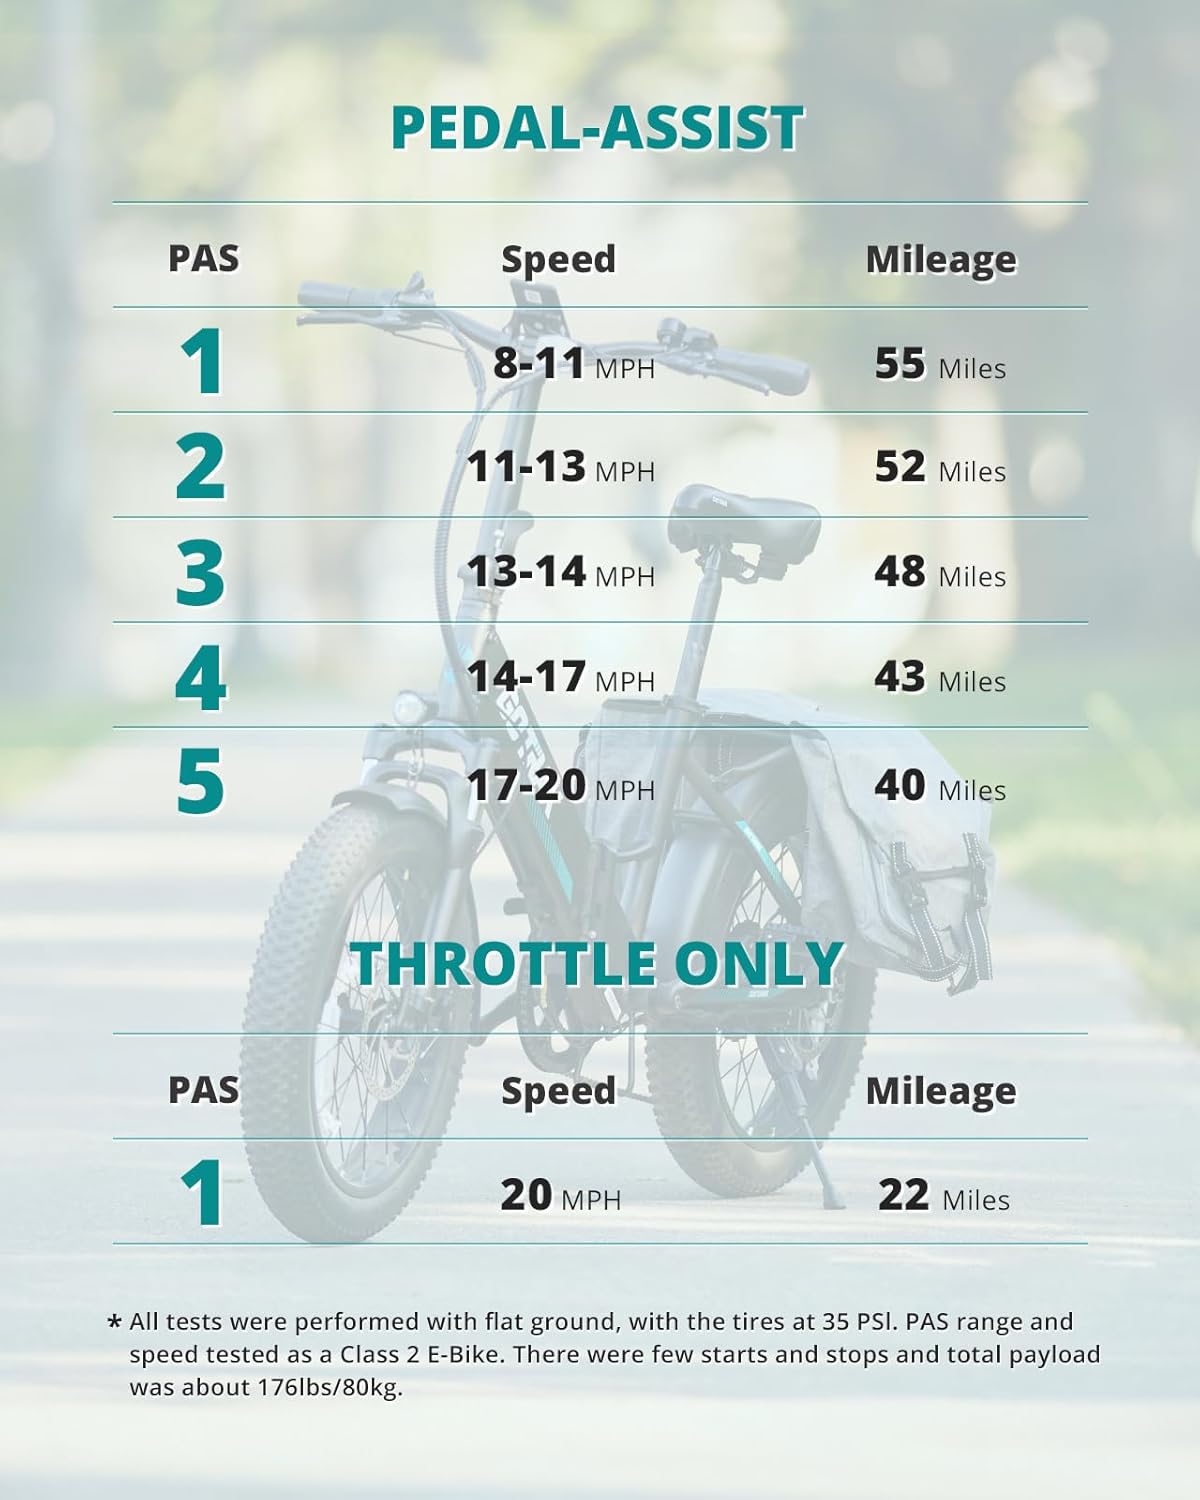 PEDAL-ASSIST
PAS Speed Mileage
1 8-11 MPH 55 Miles
2 11-13 MPH 52 Miles
3 13-14 MPH 48 Miles
4 14-17 MPH 43 Miles
5 17-20 MPH 40 Miles
THROTTLE ONLY
PAS Speed Mileage
1 20 MPH 22 Miles
* All tests were performed with flat ground, with the tires at 35 PSl. PAS range and
speed tested as a Class 2 E-Bike. There were few starts and stops and total payload
was about 176lbs/80kg.